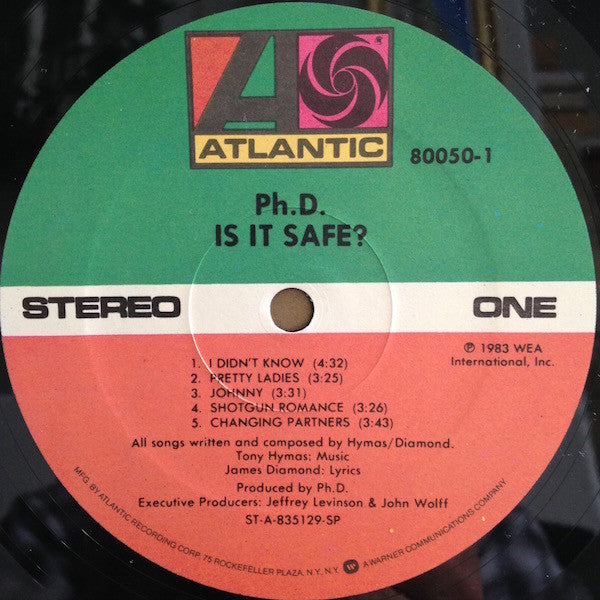 ATLANTIC
80050-1
Ph.D.
IS IT SAFE?
STEREO
ONE
℗ 1983 WEA
International, Inc.
1. I DIDN'T KNOW (4:32)
2. PRETTY LADIES (3:25)
3. JOHNNY (3:31)
4. SHOTGUN ROMANCE (3:26)
5. CHANGING PARTNERS (3:43)
All songs written and composed by Hymas/Diamond.
Tony Hymas: Music
James Diamond: Lyrics
Produced by Ph.D.
Executive Producers: Jeffrey Levinson & John Wolff
ST-A-835129-SP
MFG. BY ATLANTIC RECORDING CORP. 75 ROCKEFELLER PLAZA, N.Y., N.Y. A WARNER COMMUNICATIONS COMPANY